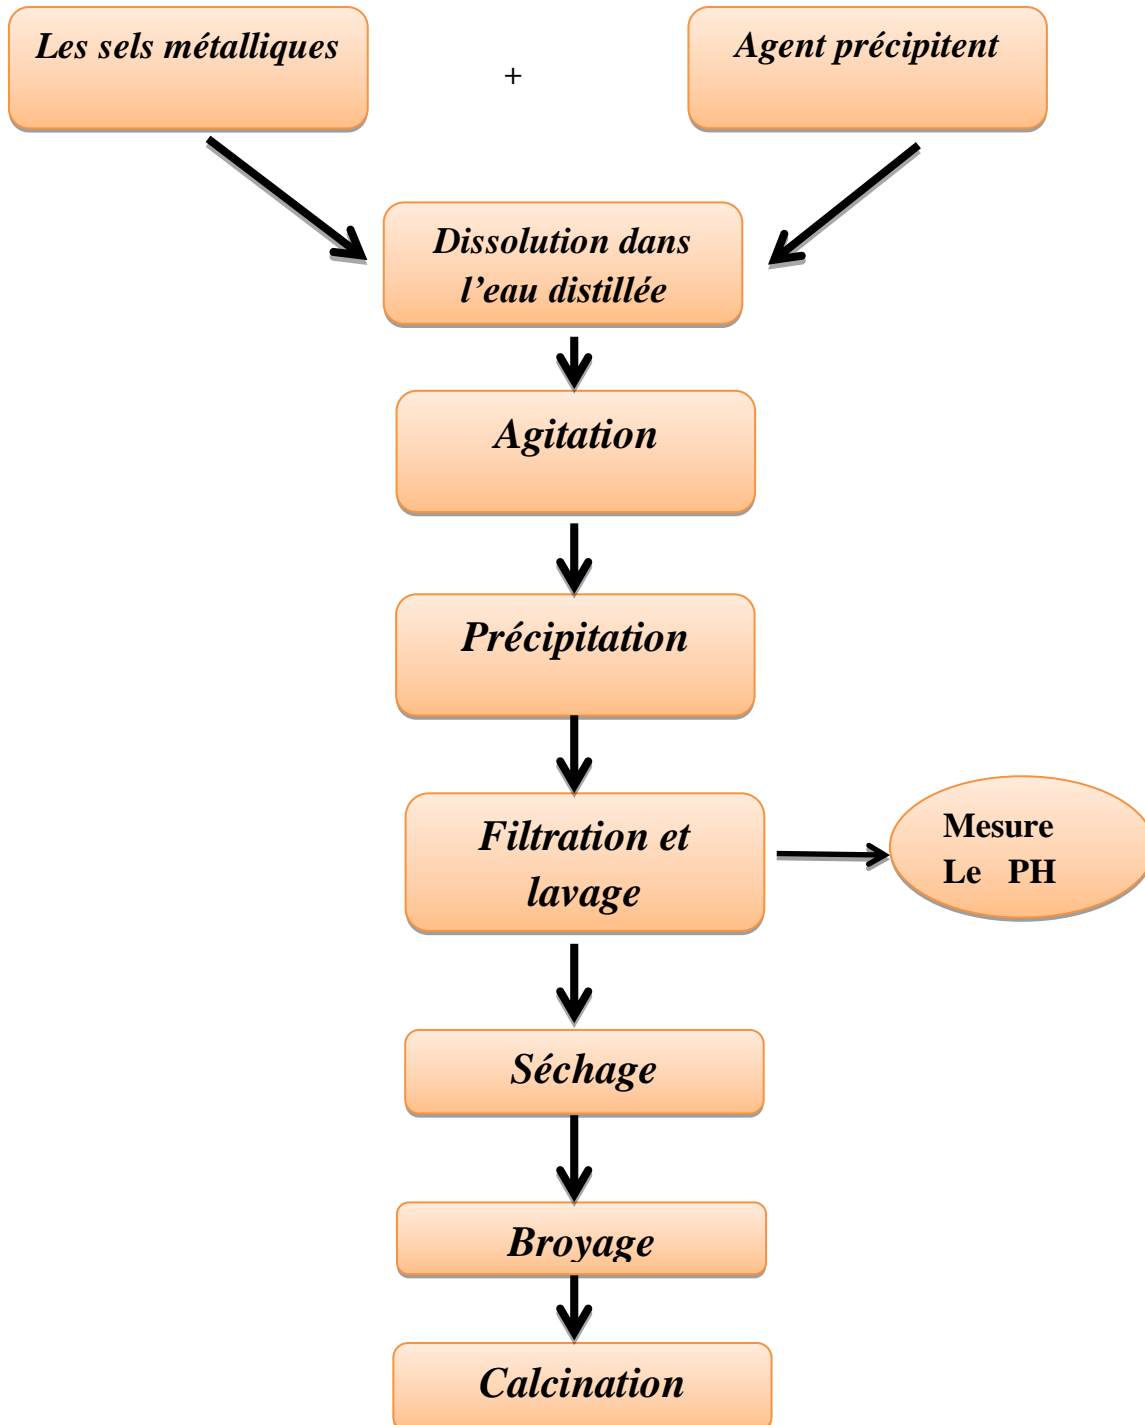 Les sels métalliques
+
Agent précipitent
Dissolution dans
l’eau distillée
Agitation
Précipitation
Filtration et
lavage
Mesure
Le PH
Séchage
Broyage
Calcination